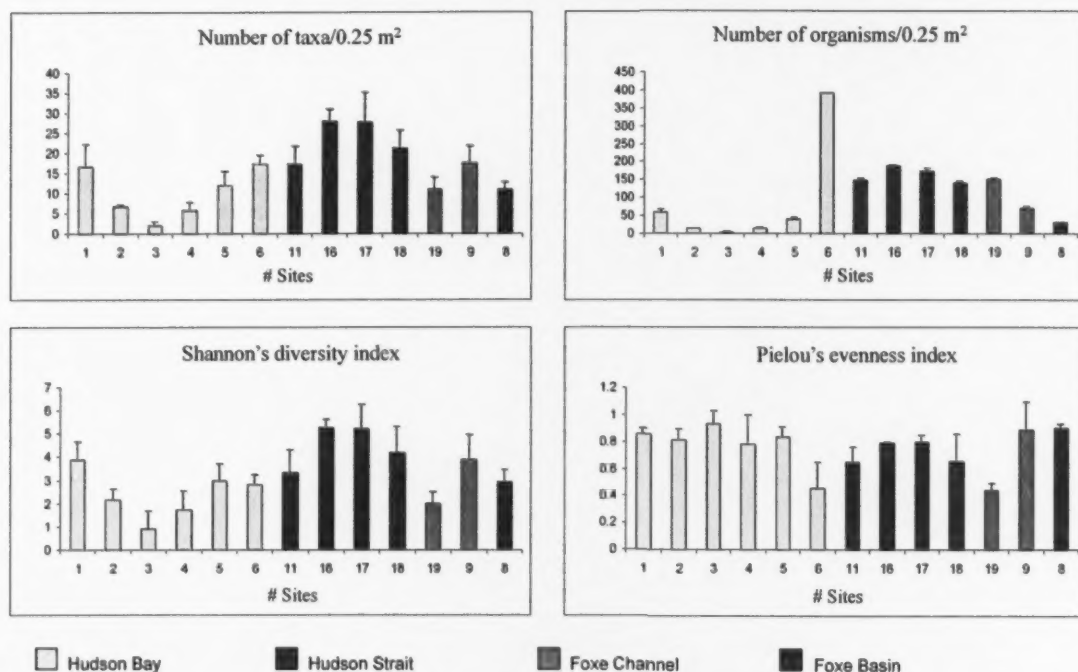 Number of taxa/0.25 m²
40
35
30
25
20
15
10
5
0
1 2 3 4 5 6 11 16 17 18 19 9 8
# Sites
Number of organisms/0.25 m²
450
400
350
300
250
200
150
100
50
0
1 2 3 4 5 6 11 16 17 18 19 9 8
# Sites
Shannon's diversity index
7
6
5
4
3
2
1
0
1 2 3 4 5 6 11 16 17 18 19 9 8
# Sites
Pielou's evenness index
1.2
1
0.8
0.6
0.4
0.2
0
1 2 3 4 5 6 11 16 17 18 19 9 8
# Sites
Hudson Bay Hudson Strait Foxe Channel Foxe Basin